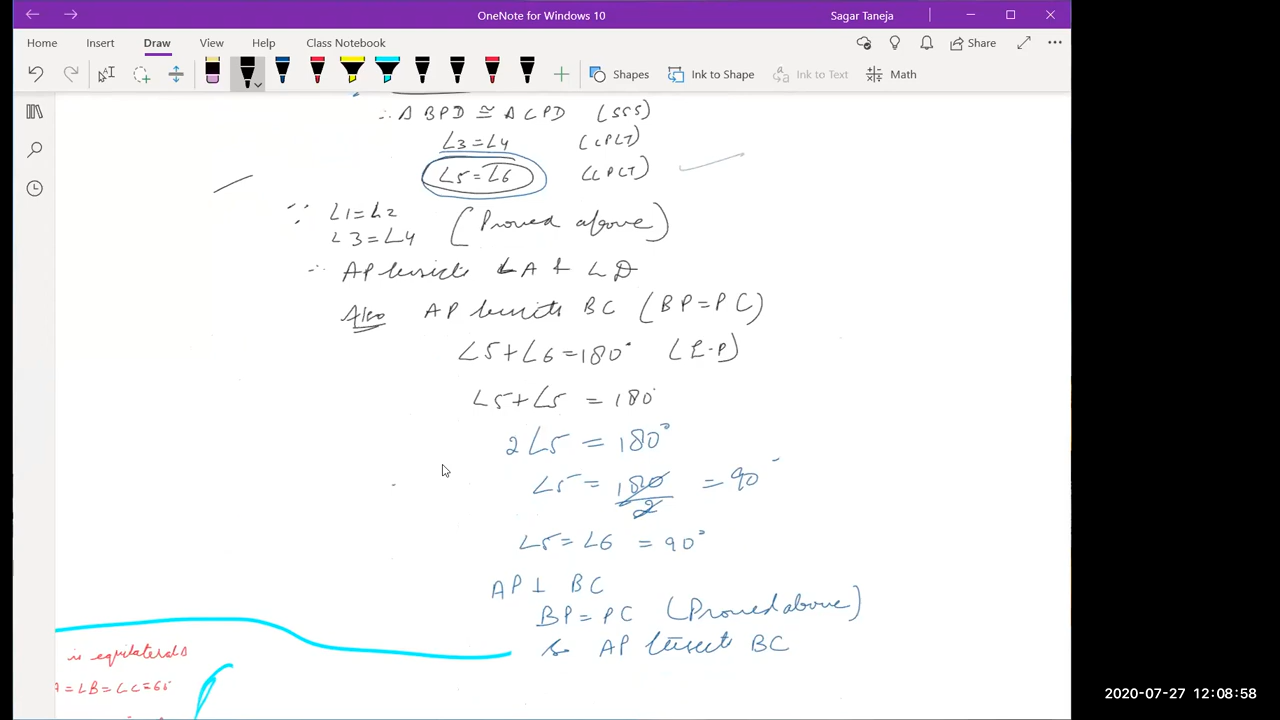 OneNote for Windows 10
Sagar Taneja
Home Insert Draw View Help Class Notebook
Share
Shapes Ink to Shape Ink to Text Math
∴ Δ BPD ≅ Δ CPD (SSS)
∠3=∠4 (CPCT)
∠5=∠6 (CPCT)
∵ ∠1=∠2
∠3=∠4 (Proved above)
∴ AP bisects ∠A & ∠D
Also AP bisects BC (BP=PC)
∠5+∠6=180° (L.P)
∠5+∠5 = 180°
2∠5 = 180°
∠5 = 180/2 = 90°
∠5=∠6 = 90°
AP ⊥ BC
BP=PC (Proved above)
So AP bisect BC
is equilaterals
A=∠B=∠C=60
2020-07-27 12:08:58